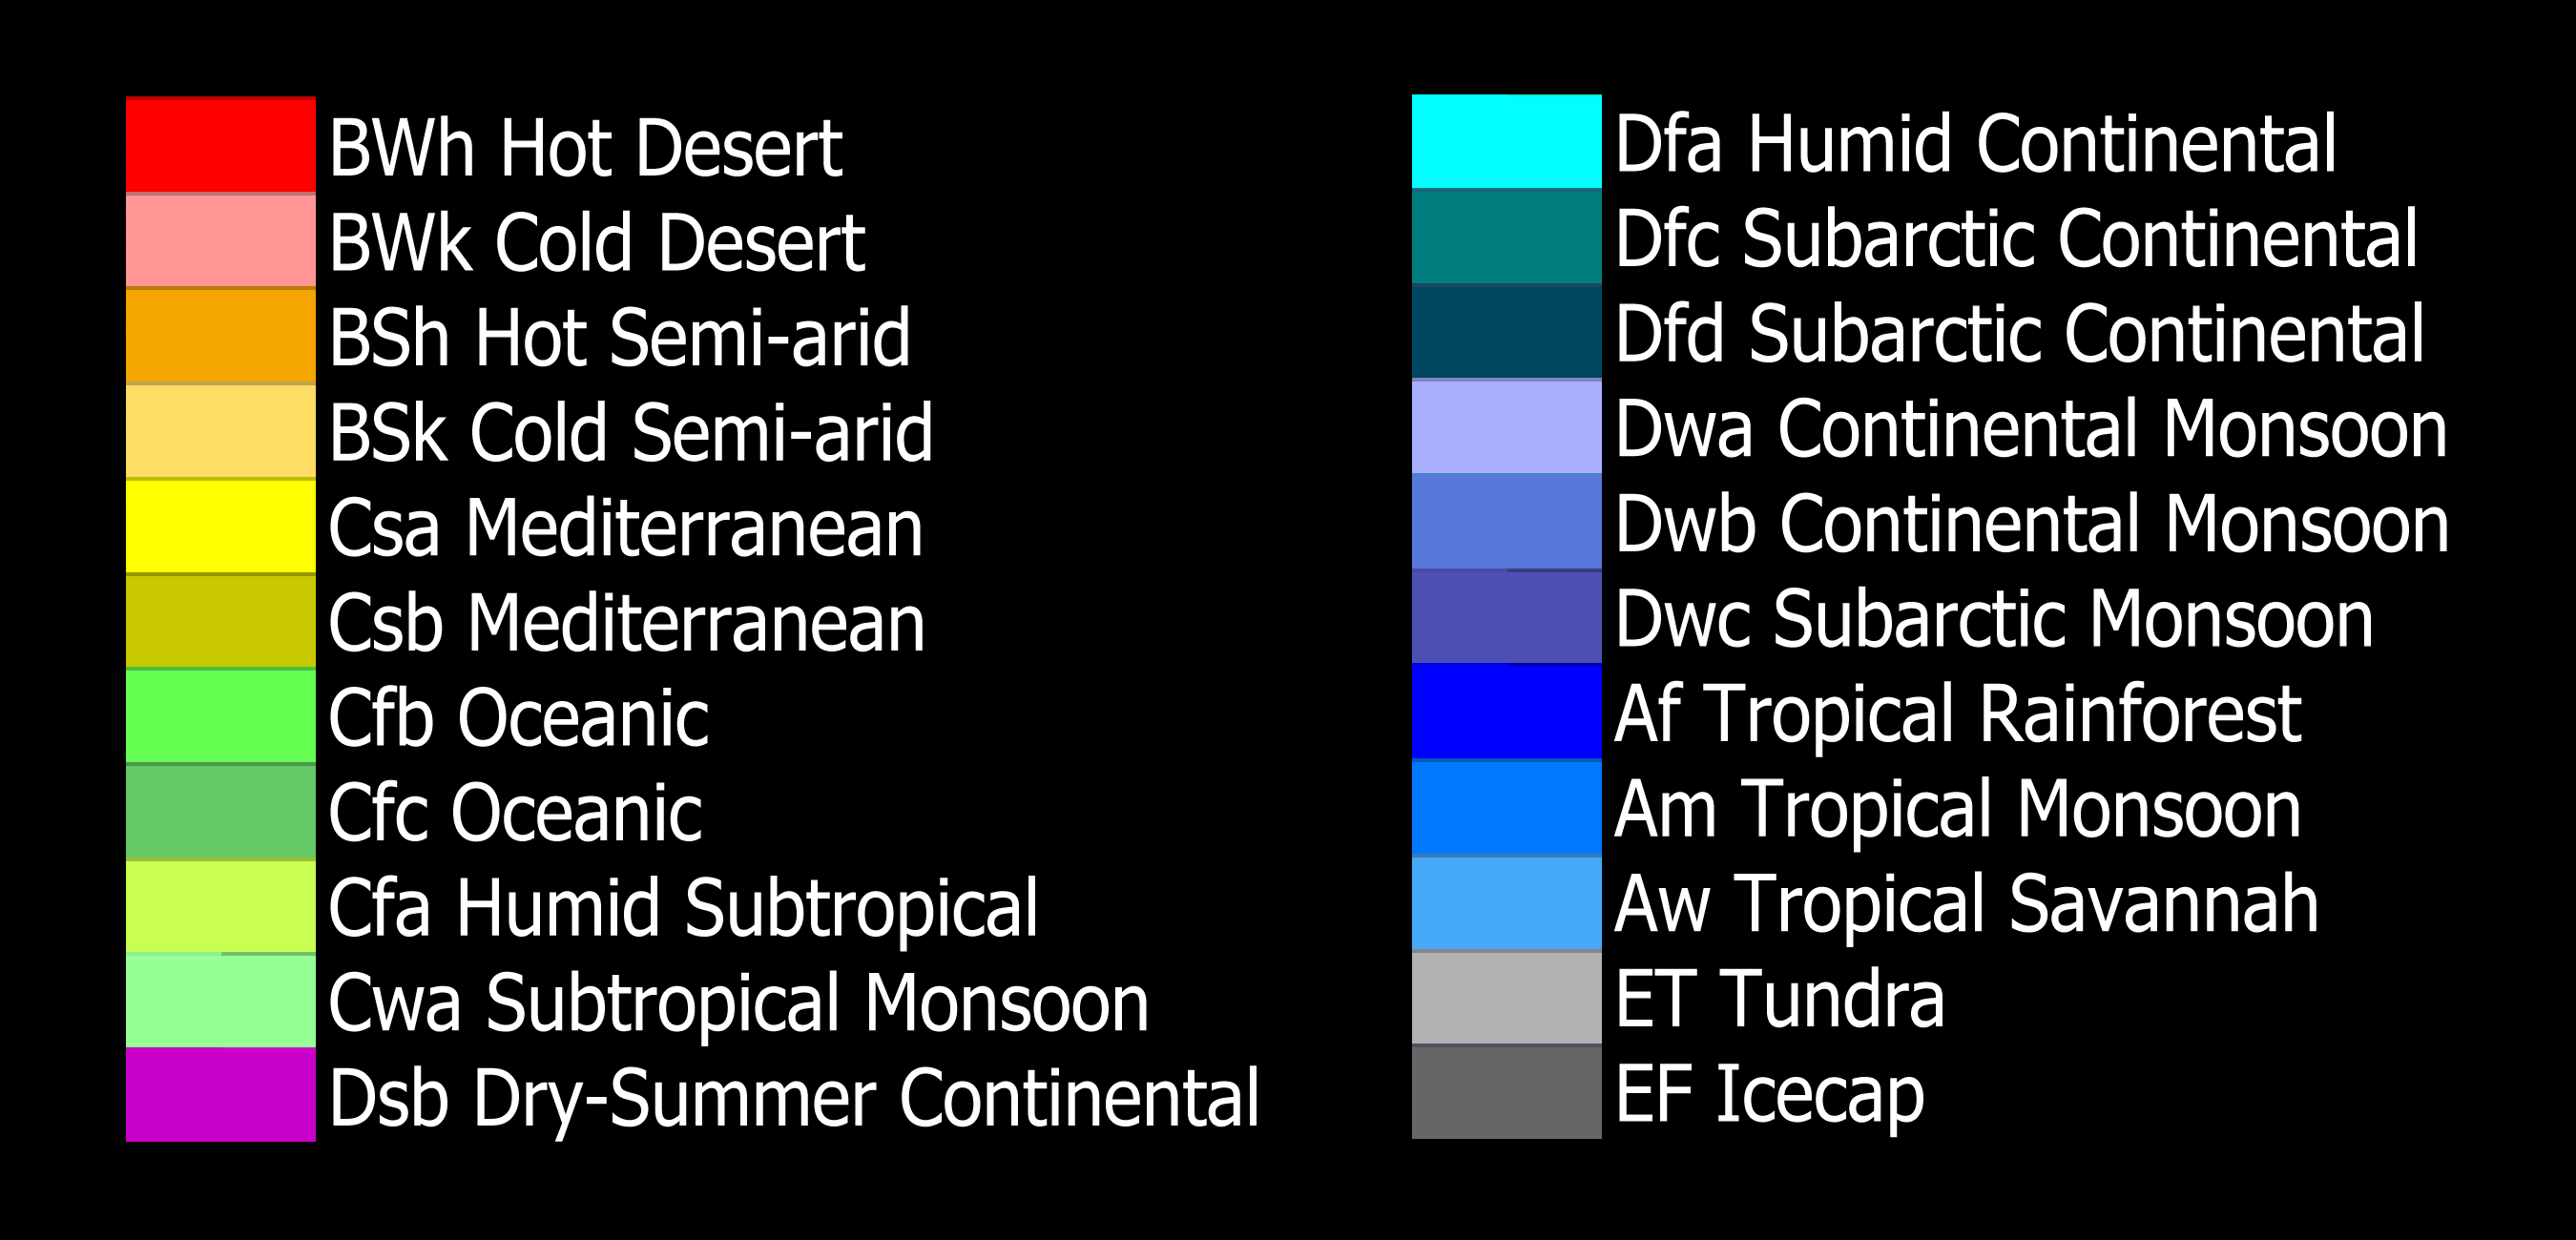 BWh Hot Desert
BWk Cold Desert
BSh Hot Semi-arid
BSk Cold Semi-arid
Csa Mediterranean
Csb Mediterranean
Cfb Oceanic
Cfc Oceanic
Cfa Humid Subtropical
Cwa Subtropical Monsoon
Dsb Dry-Summer Continental
Dfa Humid Continental
Dfc Subarctic Continental
Dfd Subarctic Continental
Dwa Continental Monsoon
Dwb Continental Monsoon
Dwc Subarctic Monsoon
Af Tropical Rainforest
Am Tropical Monsoon
Aw Tropical Savannah
ET Tundra
EF Icecap